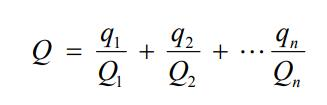 Q = q₁/Q₁ + q₂/Q₂ + ⋯ qₙ/Qₙ